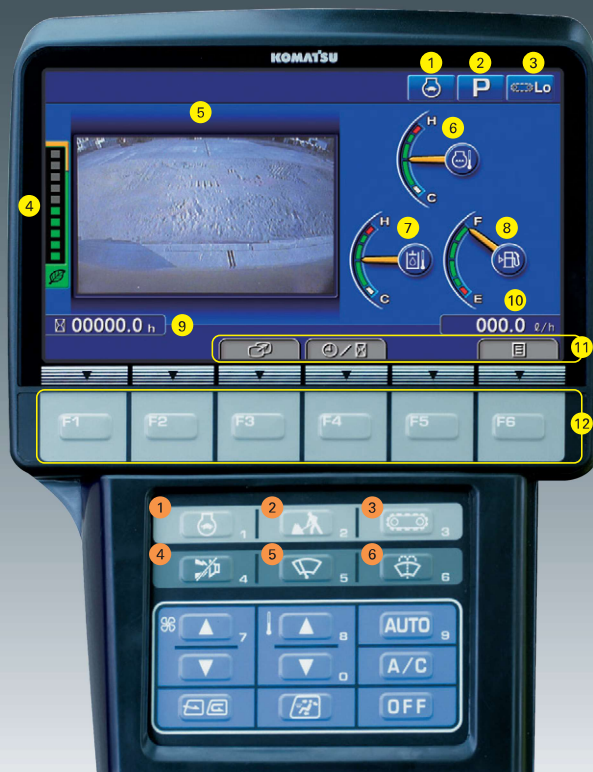 KOMATSU
1 2 3
P Lo
5
H
6
C
4
H
7
C
F
8
E
00000.0 h 9
10
000.0 ℓ/h
11
F1 F2 F3 F4 F5 F6
12
1 2 3
1 2 3
4 5 6
4 5 6
7 8 AUTO 9
0 A/C
OFF